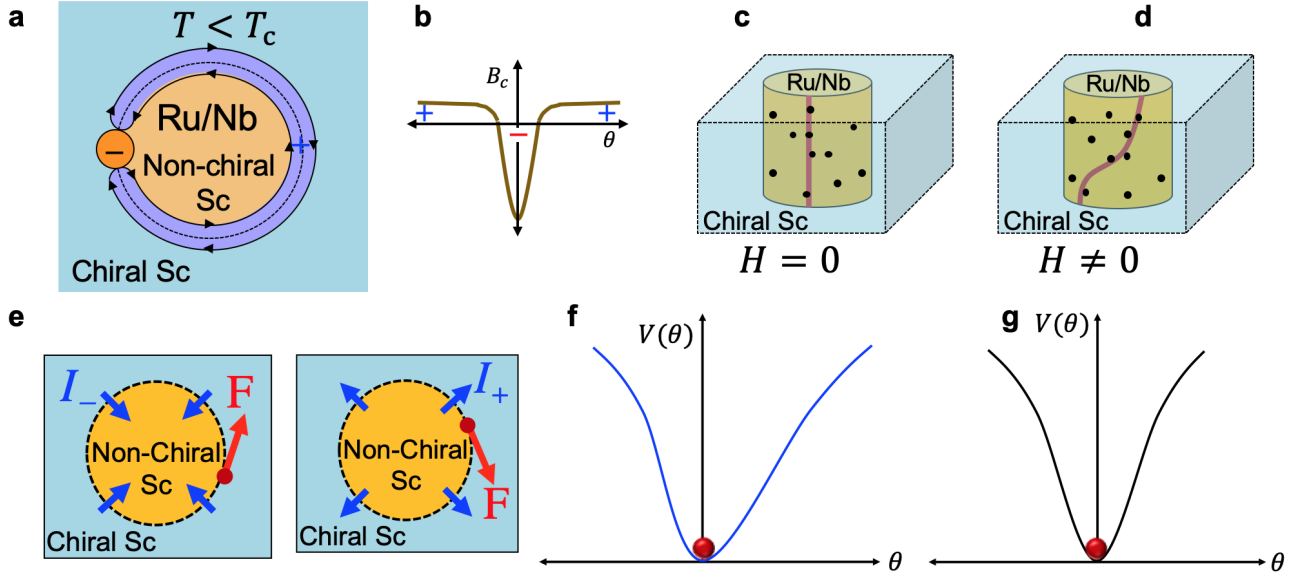 a
T < Tc
Ru/Nb
Non-chiral
Sc
−
+
Chiral Sc
b
Bc
+
+
−
θ
c
Ru/Nb
Chiral Sc
H = 0
d
Ru/Nb
Chiral Sc
H ≠ 0
e
I−
F
Non-Chiral
Sc
Chiral Sc
I+
Non-Chiral
Sc
F
Chiral Sc
f
V(θ)
θ
g
V(θ)
θ